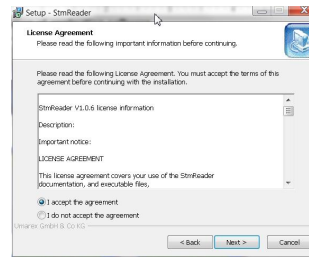 Setup - StmReader
License Agreement
Please read the following important information before continuing.
Please read the following License Agreement. You must accept the terms of this
agreement before continuing with the installation.
StmReader V1.0.6 license information
Description:
Important notice:
LICENSE AGREEMENT
This license agreement covers your use of the StmReader
documentation, and executable files,
I accept the agreement
I do not accept the agreement
Umarex GmbH & Co KG
< Back
Next >
Cancel